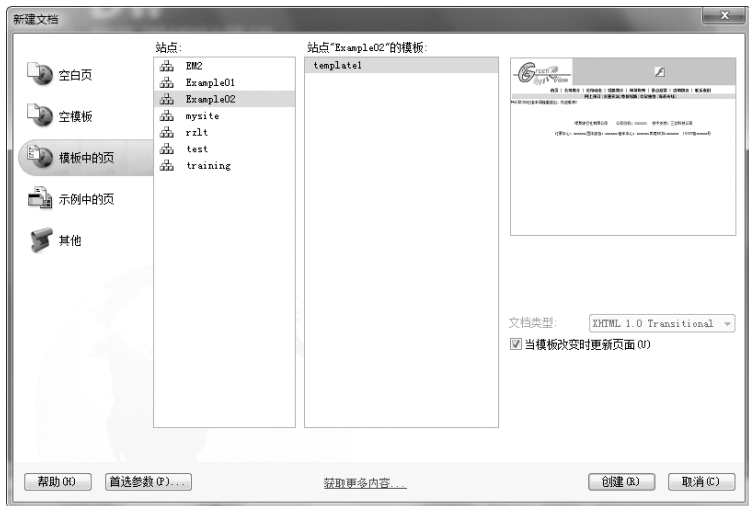 新建文档
站点:
站点"Example02"的模板:
空白页
空模板
模板中的页
示例中的页
其他
EM2
Example01
Example02
mysite
rzlt
test
training
template1
文档类型:
XHTML 1.0 Transitional
当模板改变时更新页面(U)
帮助(H)
首选参数(P)...
获取更多内容...
创建(R)
取消(C)